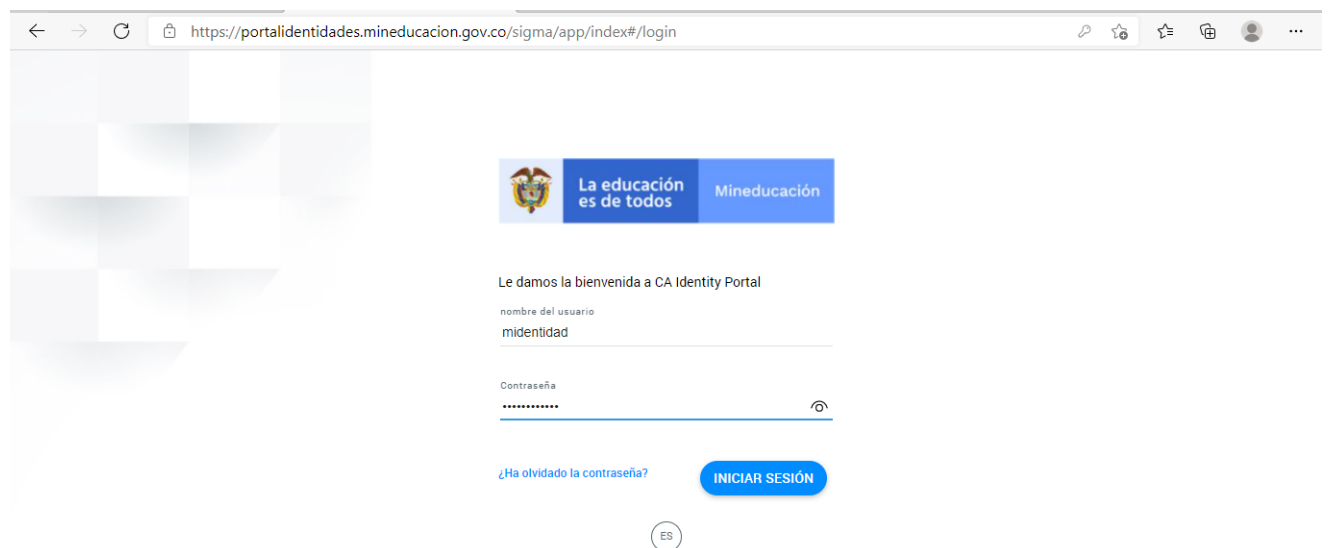 https://portalidentidades.mineducacion.gov.co/sigma/app/index#/login
La educación
es de todos
Mineducación
Le damos la bienvenida a CA Identity Portal
nombre del usuario
midentidad
Contraseña
••••••••••••
¿Ha olvidado la contraseña?
INICIAR SESIÓN
ES